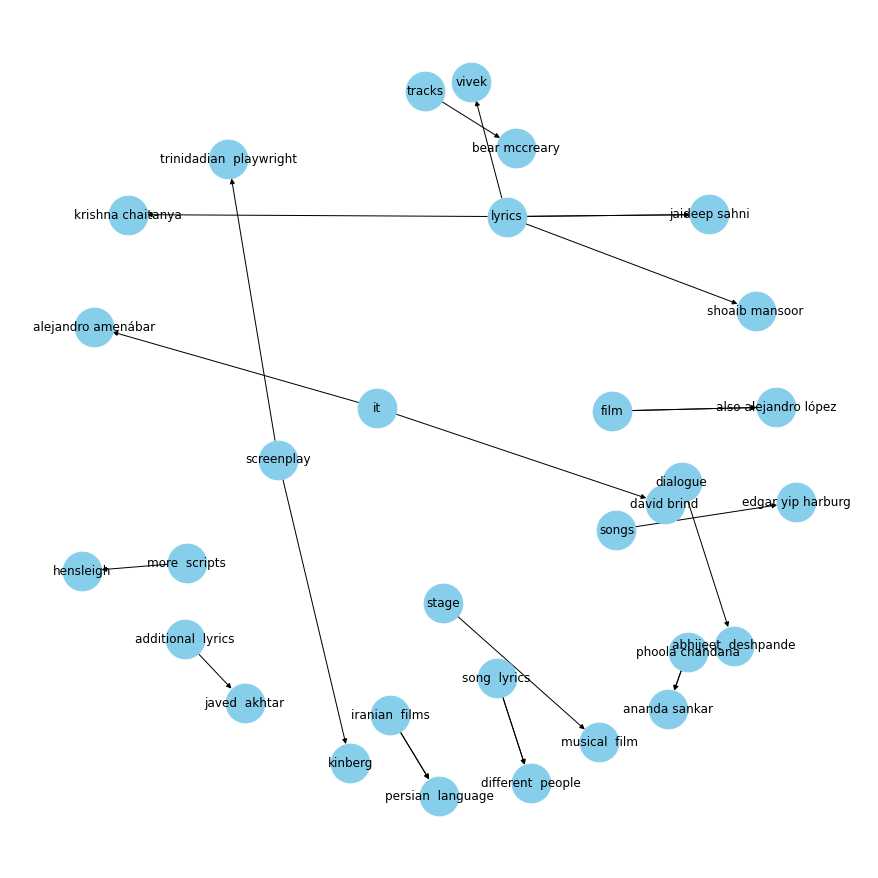 vivek
tracks
bear mccreary
trinidadian  playwright
krishna chaitanya
lyrics
jaideep sahni
shoaib mansoor
alejandro amenábar
it
film
also alejandro lópez
screenplay
dialogue
david brind
edgar yip harburg
songs
more  scripts
hensleigh
stage
additional  lyrics
abhijeet  deshpande
phoola chandana
song  lyrics
javed  akhtar
ananda sankar
iranian  films
musical  film
kinberg
different  people
persian  language